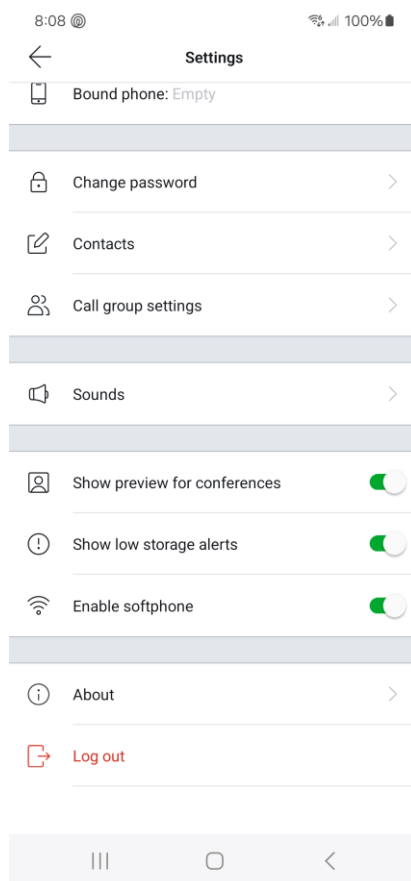 8:08 100%
Settings
Bound phone: Empty
Change password
Contacts
Call group settings
Sounds
Show preview for conferences
Show low storage alerts
Enable softphone
About
Log out